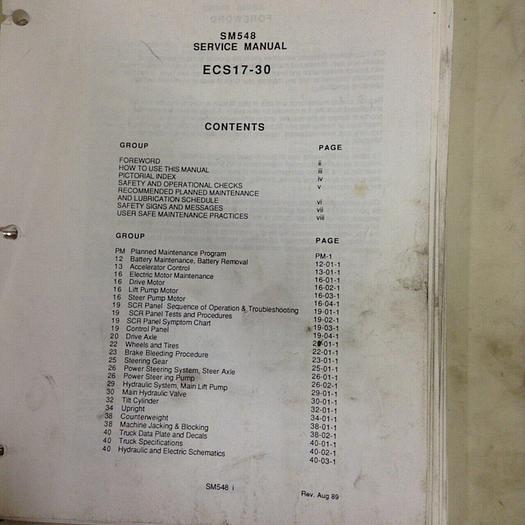 SM548
SERVICE MANUAL
ECS17-30
CONTENTS
GROUP PAGE
FOREWORD ii
HOW TO USE THIS MANUAL iii
PICTORIAL INDEX iv
SAFETY AND OPERATIONAL CHECKS v
RECOMMENDED PLANNED MAINTENANCE
AND LUBRICATION SCHEDULE vi
SAFETY SIGNS AND MESSAGES vii
USER SAFE MAINTENANCE PRACTICES viii
GROUP PAGE
PM Planned Maintenance Program PM-1
12 Battery Maintenance, Battery Removal 12-01-1
13 Accelerator Control 13-01-1
16 Electric Motor Maintenance 16-01-1
16 Drive Motor 16-02-1
16 Lift Pump Motor 16-03-1
16 Steer Pump Motor 16-04-1
19 SCR Panel Sequence of Operation & Troubleshooting 19-01-1
19 SCR Panel Tests and Procedures 19-02-1
19 SCR Panel Symptom Chart 19-03-1
19 Control Panel 19-04-1
20 Drive Axle 20-01-1
22 Wheels and Tires 22-01-1
23 Brake Bleeding Procedure 23-01-1
25 Steering Gear 25-01-1
26 Power Steering System, Steer Axle 26-01-1
26 Power Steering Pump 26-02-1
29 Hydraulic System, Main Lift Pump 29-01-1
30 Main Hydraulic Valve 30-01-1
32 Tilt Cylinder 32-01-1
34 Upright 34-01-1
38 Counterweight 38-01-1
38 Machine Jacking & Blocking 38-02-1
40 Truck Data Plate and Decals 40-01-1
40 Truck Specifications 40-02-1
40 Hydraulic and Electric Schematics 40-03-1
SM548 i
Rev. Aug 89